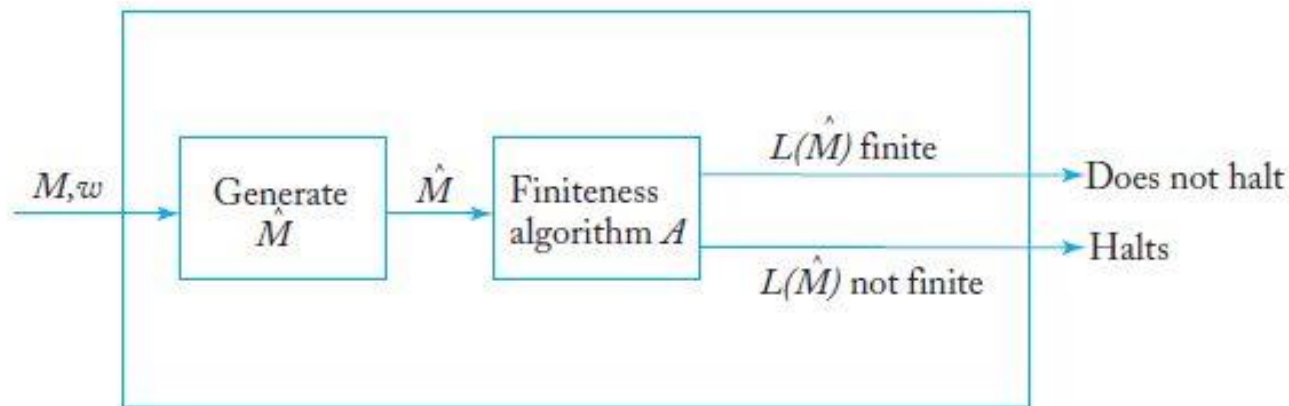 M,w
Generate
M̂
M̂
Finiteness
algorithm A
L(M̂) finite
L(M̂) not finite
Does not halt
Halts